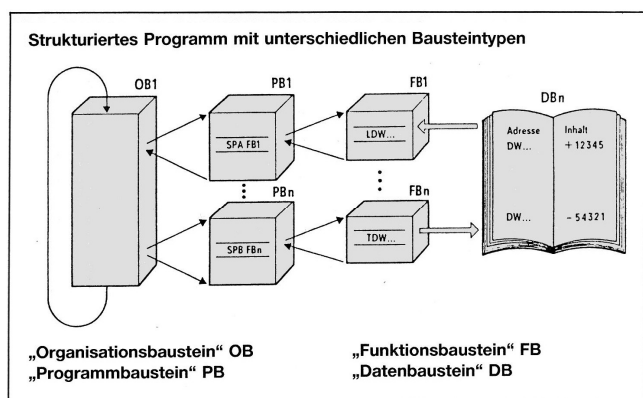 Strukturiertes Programm mit unterschiedlichen Bausteintypen
OB1
PB1
FB1
DBn
SPA FB1
LDW...
Adresse
Inhalt
DW...
+12345
PBn
FBn
SPB FBn
TDW...
DW...
-54321
„Organisationsbaustein“ OB
„Funktionsbaustein“ FB
„Programmbaustein“ PB
„Datenbaustein“ DB